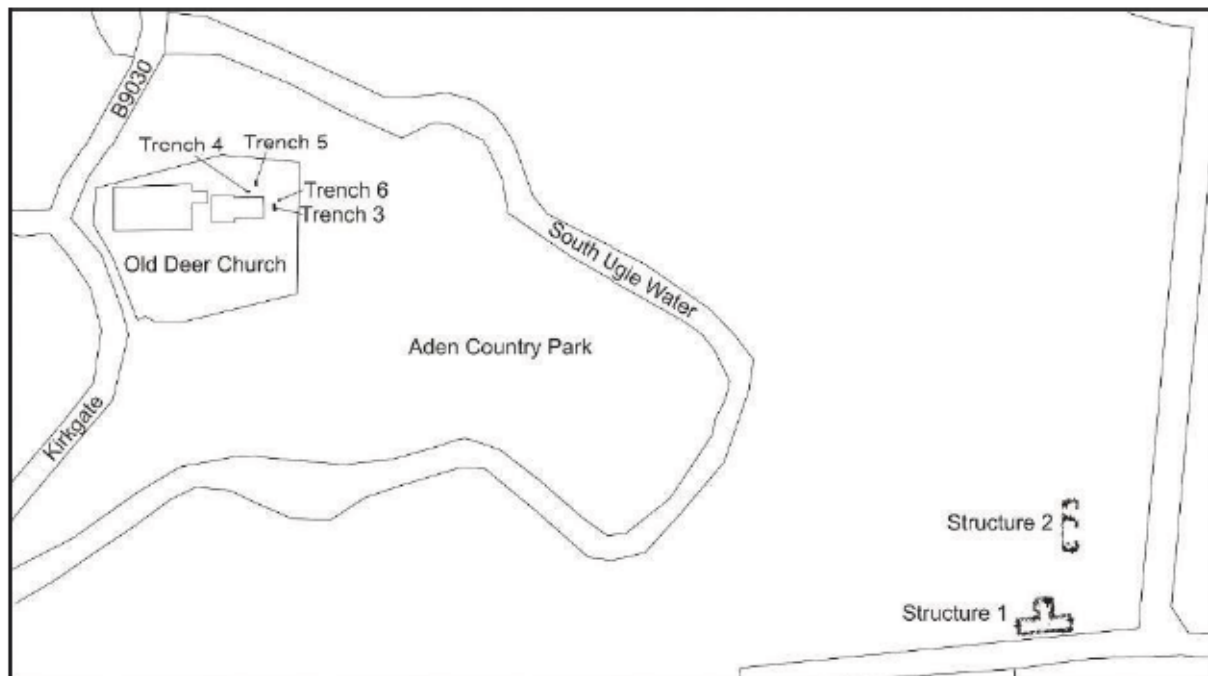 B9030
Trench 4
Trench 5
Trench 6
Trench 3
Old Deer Church
South Ugie Water
Aden Country Park
Kirkgate
Structure 2
Structure 1